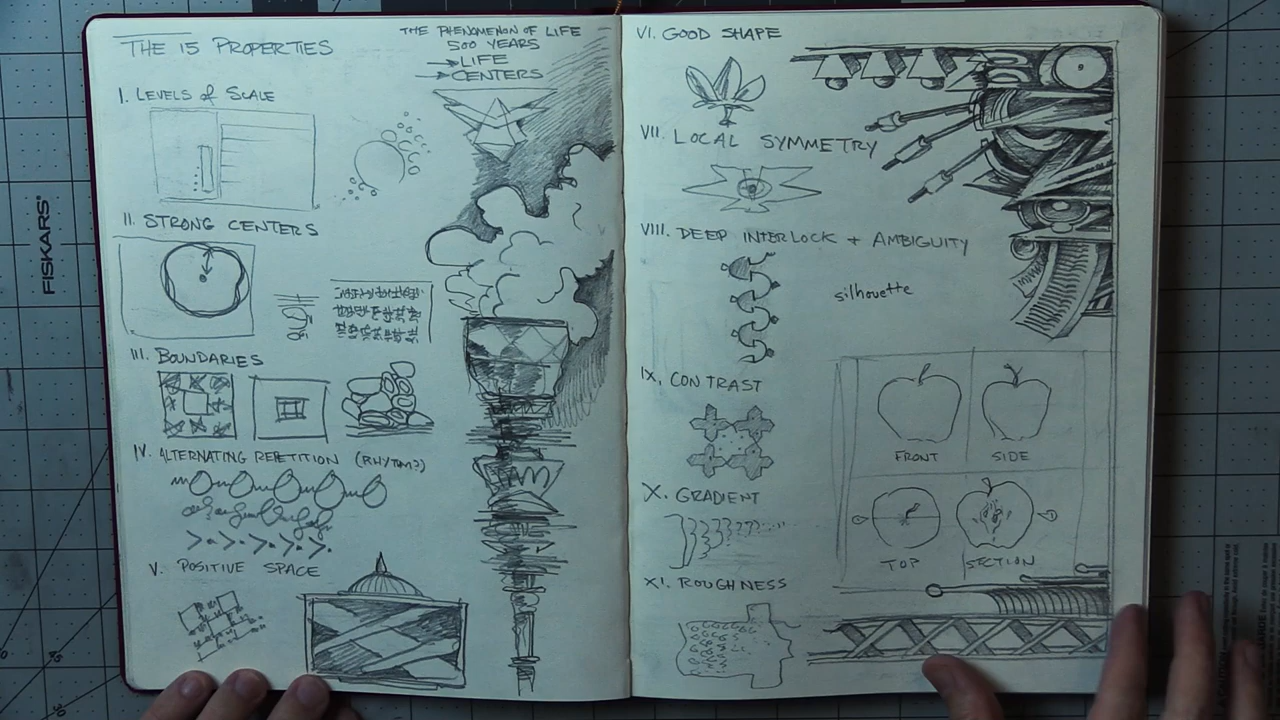 THE 15 PROPERTIES
THE PHENOMENON OF LIFE
500 YEARS
→LIFE
→CENTERS
I. LEVELS of SCALE
II. STRONG CENTERS
III. BOUNDARIES
IV. ALTERNATING REPETITION (RHYTHM?)
V. POSITIVE SPACE
VI. GOOD SHAPE
VII. LOCAL SYMMETRY
VIII. DEEP INTERLOCK + AMBIGUITY
silhouette
IX. CONTRAST
FRONT
SIDE
X. GRADIENT
TOP
SECTION
XI. ROUGHNESS
FISKARS